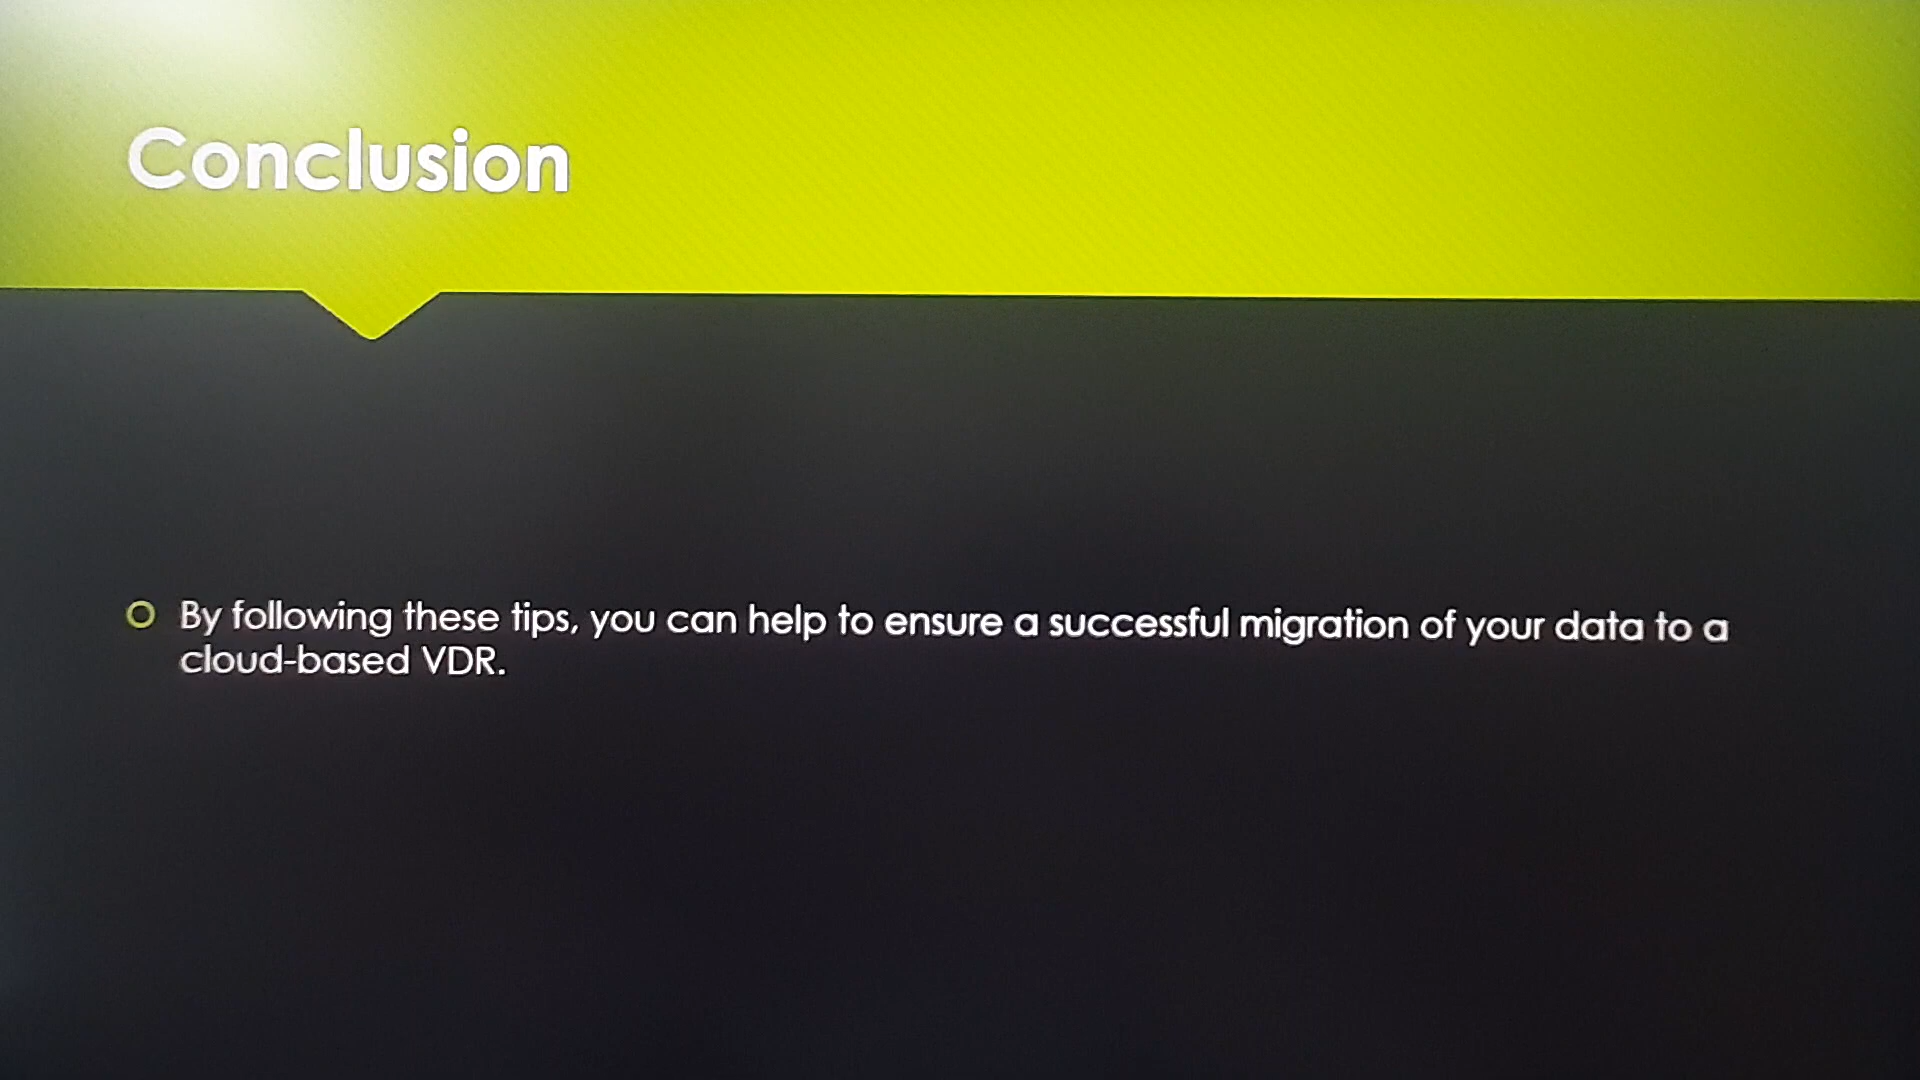 Conclusion
By following these tips, you can help to ensure a successful migration of your data to a
cloud-based VDR.